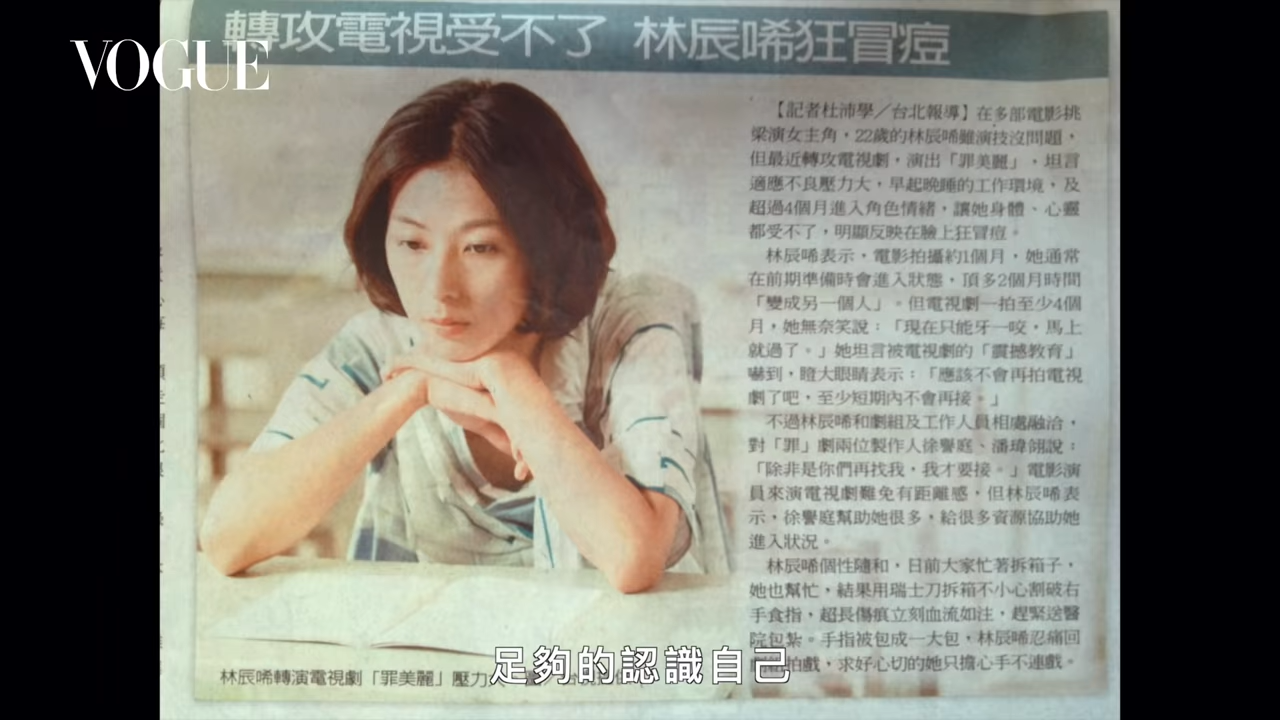 VOGUE
轉攻電視受不了 林辰唏狂冒痘
【記者杜沛學／台北報導】在多部電影挑
梁演女主角，22歲的林辰唏雖演技沒問題，
但最近轉攻電視劇，演出「罪美麗」，坦言
適應不良壓力大，早起晚睡的工作環境，及
超過4個月進入角色情緒，讓她身體、心靈
都受不了，明顯反映在臉上狂冒痘。
林辰唏表示，電影拍攝約1個月，她通常
在前期準備時會進入狀態，頂多2個月時間
「變成另一個人」。但電視劇一拍至少4個
月，她無奈笑說：「現在只能牙一咬，馬上
就過了。」她坦言被電視劇的「震撼教育」
嚇到，瞪大眼睛表示：「應該不會再拍電視
劇了吧，至少短期內不會再接。」
不過林辰唏和劇組及工作人員相處融洽，
對「罪」劇兩位製作人徐譽庭、潘瑋翎說：
「除非是你們再找我，我才要接。」電影演
員來演電視劇難免有距離感，但林辰唏表
示，徐譽庭幫助她很多，給很多資源協助她
進入狀況。
林辰唏個性隨和，日前大家忙著拆箱子，
她也幫忙，結果用瑞士刀拆箱不小心割破右
手食指，超長傷痕立刻血流如注，趕緊送醫
院包紮。手指被包成一大包，林辰唏忍痛回
拍戲，求好心切的她只擔心手不連戲。
林辰唏轉演電視劇「罪美麗」壓力
足夠的認識自己